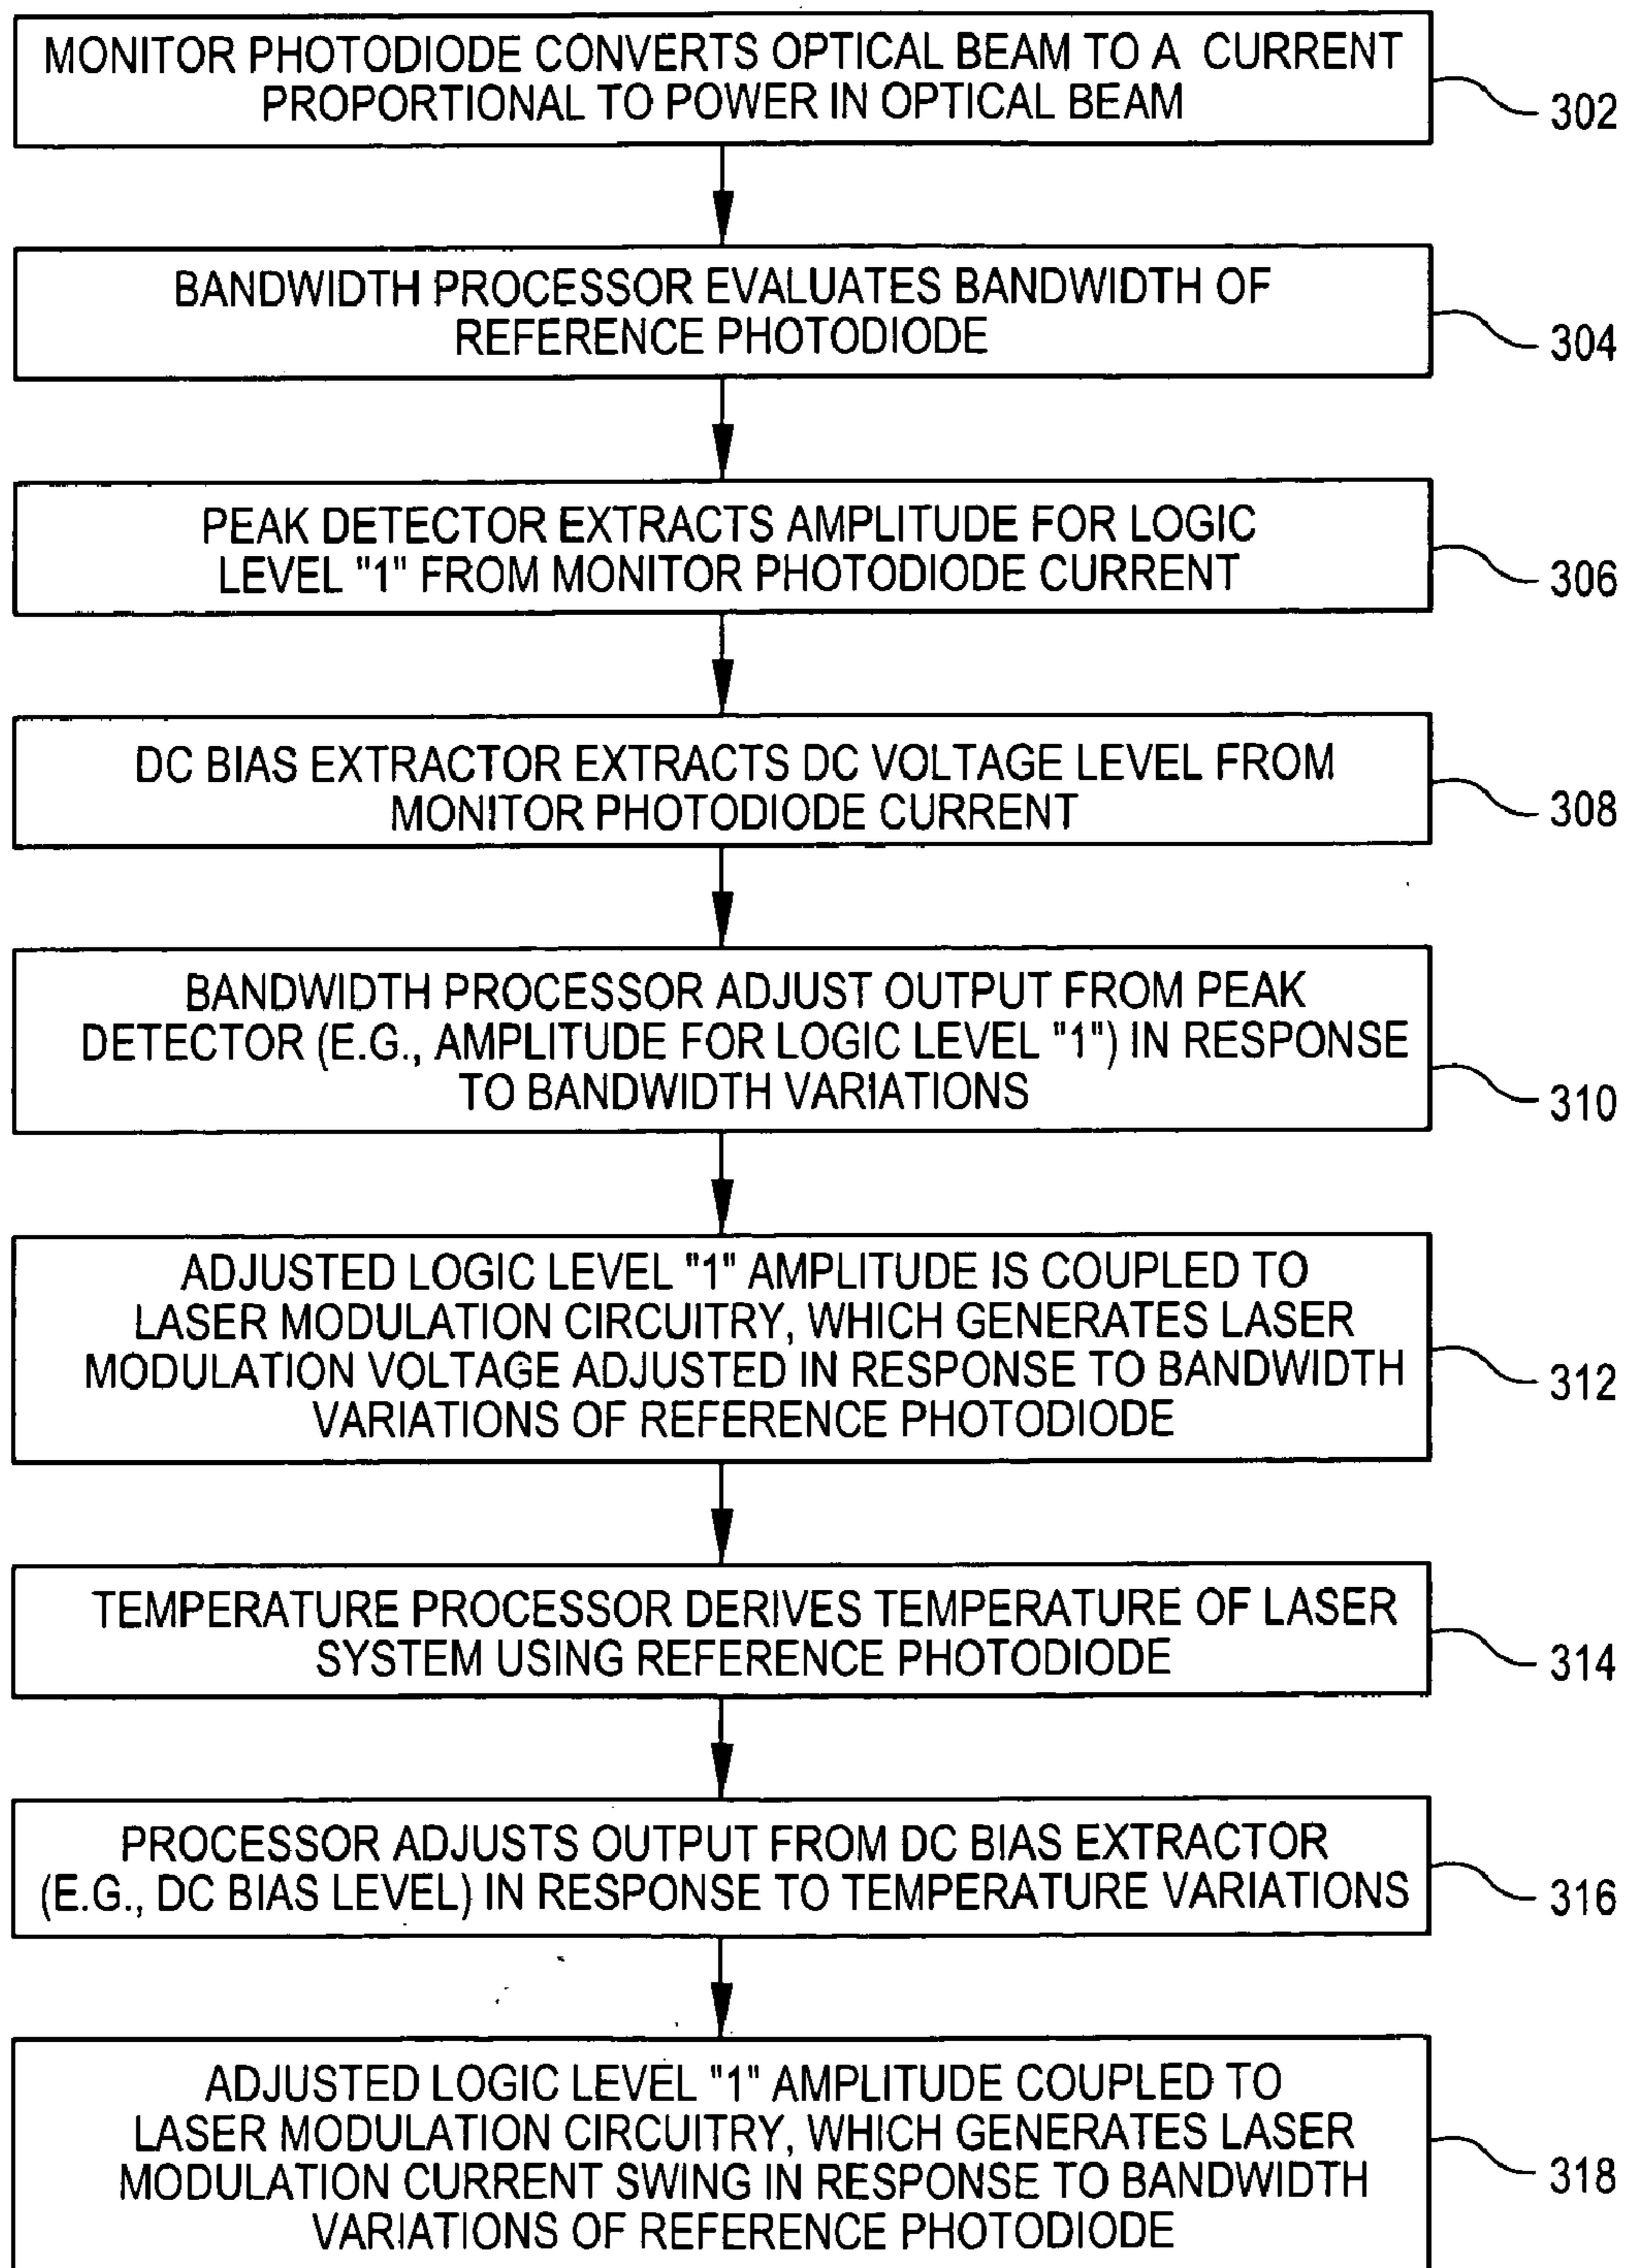 MONITOR PHOTODIODE CONVERTS OPTICAL BEAM TO A CURRENT
PROPORTIONAL TO POWER IN OPTICAL BEAM
302
BANDWIDTH PROCESSOR EVALUATES BANDWIDTH OF
REFERENCE PHOTODIODE
304
PEAK DETECTOR EXTRACTS AMPLITUDE FOR LOGIC
LEVEL "1" FROM MONITOR PHOTODIODE CURRENT
306
DC BIAS EXTRACTOR EXTRACTS DC VOLTAGE LEVEL FROM
MONITOR PHOTODIODE CURRENT
308
BANDWIDTH PROCESSOR ADJUST OUTPUT FROM PEAK
DETECTOR (E.G., AMPLITUDE FOR LOGIC LEVEL "1") IN RESPONSE
TO BANDWIDTH VARIATIONS
310
ADJUSTED LOGIC LEVEL "1" AMPLITUDE IS COUPLED TO
LASER MODULATION CIRCUITRY, WHICH GENERATES LASER
MODULATION VOLTAGE ADJUSTED IN RESPONSE TO BANDWIDTH
VARIATIONS OF REFERENCE PHOTODIODE
312
TEMPERATURE PROCESSOR DERIVES TEMPERATURE OF LASER
SYSTEM USING REFERENCE PHOTODIODE
314
PROCESSOR ADJUSTS OUTPUT FROM DC BIAS EXTRACTOR
(E.G., DC BIAS LEVEL) IN RESPONSE TO TEMPERATURE VARIATIONS
316
ADJUSTED LOGIC LEVEL "1" AMPLITUDE COUPLED TO
LASER MODULATION CIRCUITRY, WHICH GENERATES LASER
MODULATION CURRENT SWING IN RESPONSE TO BANDWIDTH
VARIATIONS OF REFERENCE PHOTODIODE
318